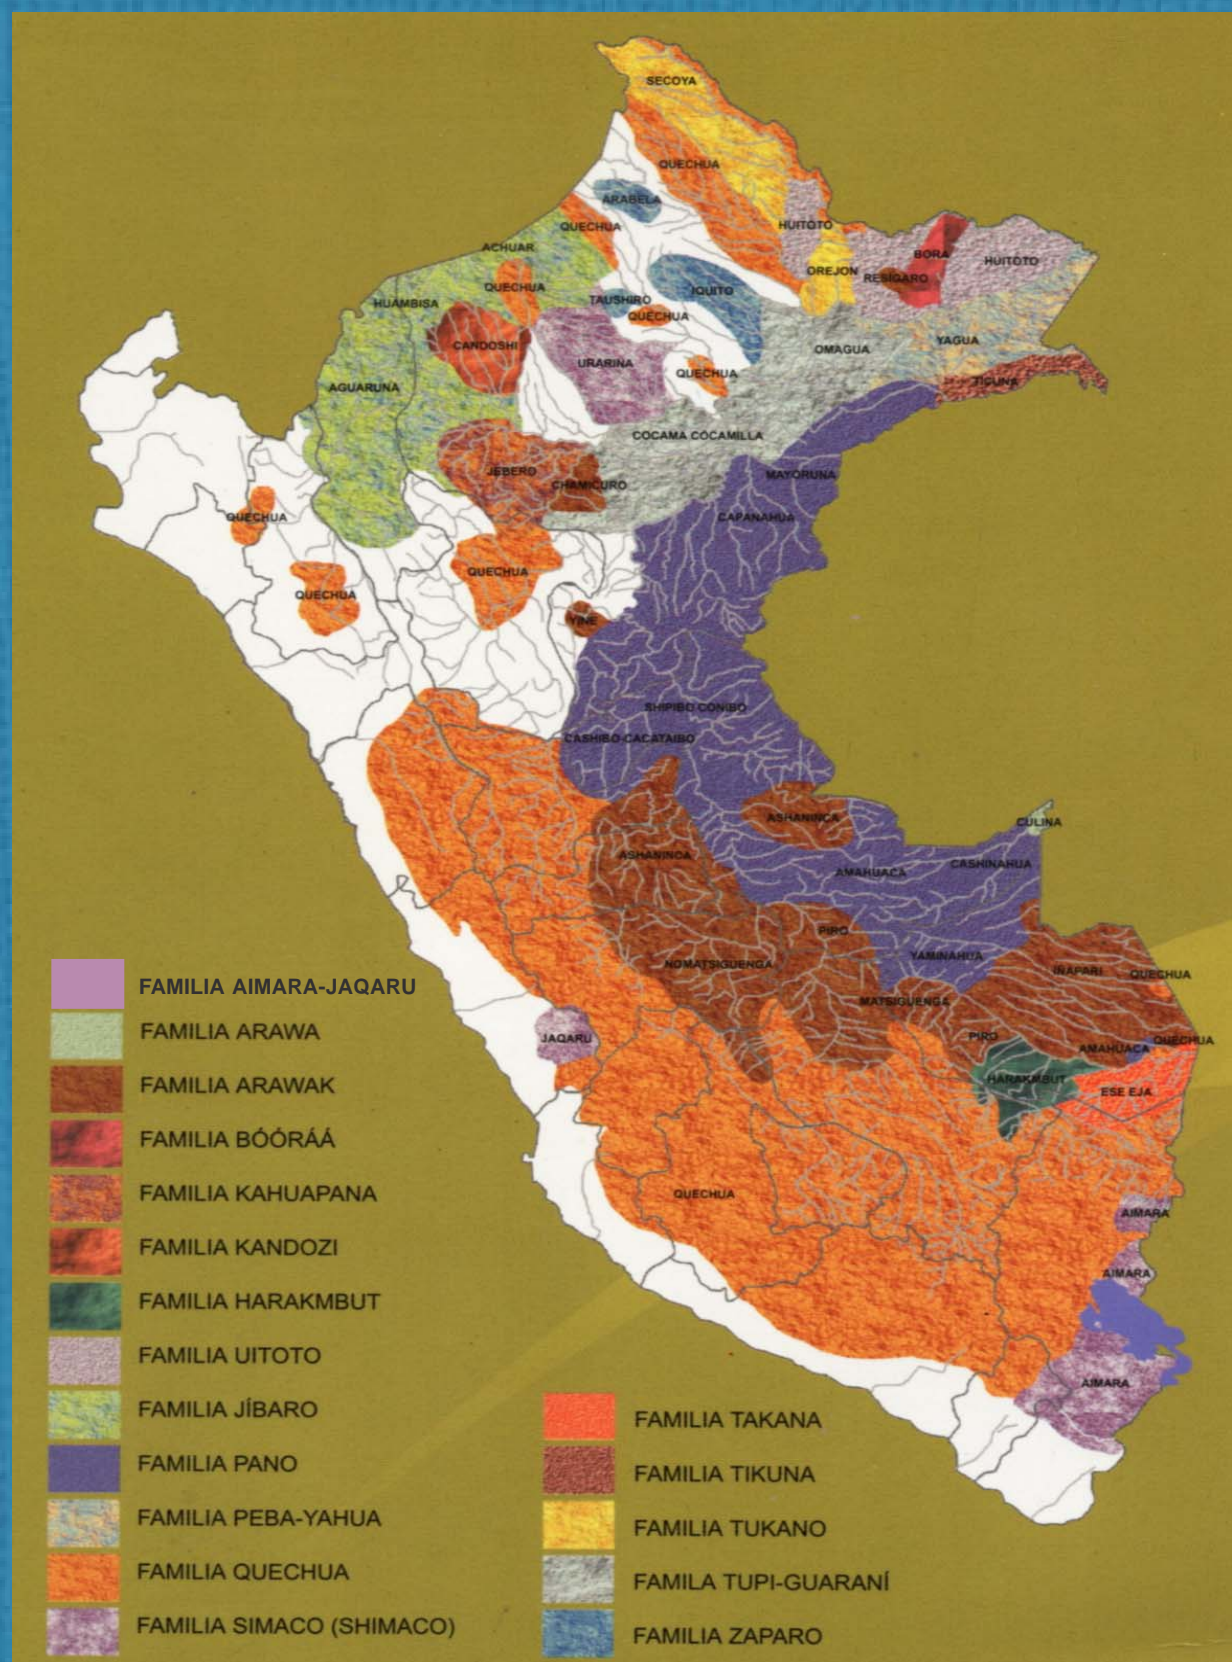 SECOYA
QUECHUA
ARABELA
HUITOTO
QUECHUA
ACHUAR
BORA
HUITOTO
OREJON
RESIGARO
QUECHUA
IQUITO
TAUSHIRO
HUAMBISA
QUECHUA
CANDOSHI
YAGUA
OMAGUA
URARINA
QUECHUA
TICUNA
AGUARUNA
COCAMA COCAMILLA
JEBERO
MAYORUNA
CHAMICURO
QUECHUA
CAPANAHUA
QUECHUA
QUECHUA
YINE
SHIPIBO CONIBO
CASHIBO-CACATAIBO
ASHANINCA
CULINA
ASHANINCA
CASHINAHUA
AMAHUACA
PIRO
YAMINAHUA
NOMATSIGUENGA
IÑAPARI
QUECHUA
MATSIGUENGA
JAQARU
PIRO
QUECHUA
AMAHUACA
HARAKMBUT
ESE EJA
QUECHUA
AIMARA
AIMARA
AIMARA
FAMILIA AIMARA-JAQARU
FAMILIA ARAWA
FAMILIA ARAWAK
FAMILIA BÓÓRÁÁ
FAMILIA KAHUAPANA
FAMILIA KANDOZI
FAMILIA HARAKMBUT
FAMILIA UITOTO
FAMILIA JÍBARO
FAMILIA PANO
FAMILIA PEBA-YAHUA
FAMILIA QUECHUA
FAMILIA SIMACO (SHIMACO)
FAMILIA TAKANA
FAMILIA TIKUNA
FAMILIA TUKANO
FAMILA TUPI-GUARANÍ
FAMILIA ZAPARO